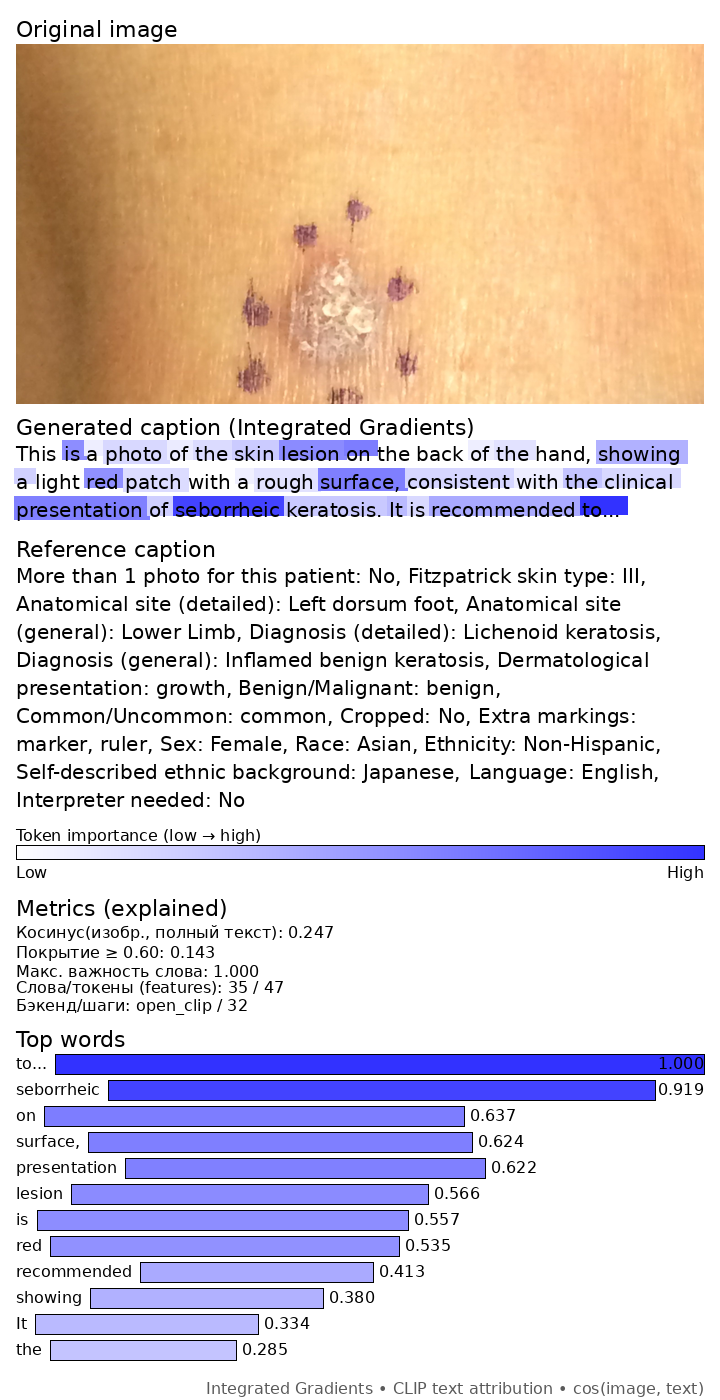 Original image
Generated caption (Integrated Gradients)
This is a photo of the skin lesion on the back of the hand, showing
a light red patch with a rough surface, consistent with the clinical
presentation of seborrheic keratosis. It is recommended to...
Reference caption
More than 1 photo for this patient: No, Fitzpatrick skin type: III,
Anatomical site (detailed): Left dorsum foot, Anatomical site
(general): Lower Limb, Diagnosis (detailed): Lichenoid keratosis,
Diagnosis (general): Inflamed benign keratosis, Dermatological
presentation: growth, Benign/Malignant: benign,
Common/Uncommon: common, Cropped: No, Extra markings:
marker, ruler, Sex: Female, Race: Asian, Ethnicity: Non-Hispanic,
Self-described ethnic background: Japanese, Language: English,
Interpreter needed: No
Token importance (low → high)
Low High
Metrics (explained)
Косинус(изобр., полный текст): 0.247
Покрытие ≥ 0.60: 0.143
Макс. важность слова: 1.000
Слова/токены (features): 35 / 47
Бэкенд/шаги: open_clip / 32
Top words
to... 1.000
seborrheic 0.919
on 0.637
surface, 0.624
presentation 0.622
lesion 0.566
is 0.557
red 0.535
recommended 0.413
showing 0.380
It 0.334
the 0.285
Integrated Gradients • CLIP text attribution • cos(image, text)